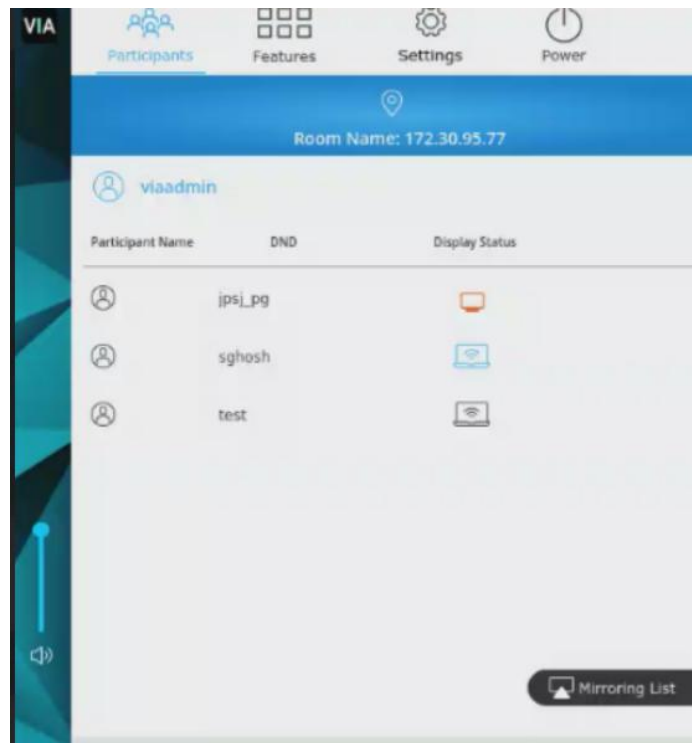 VIA
Participants Features Settings Power
Room Name: 172.30.95.77
viaadmin
Participant Name DND Display Status
jpsj_pg
sghosh
test
Mirroring List